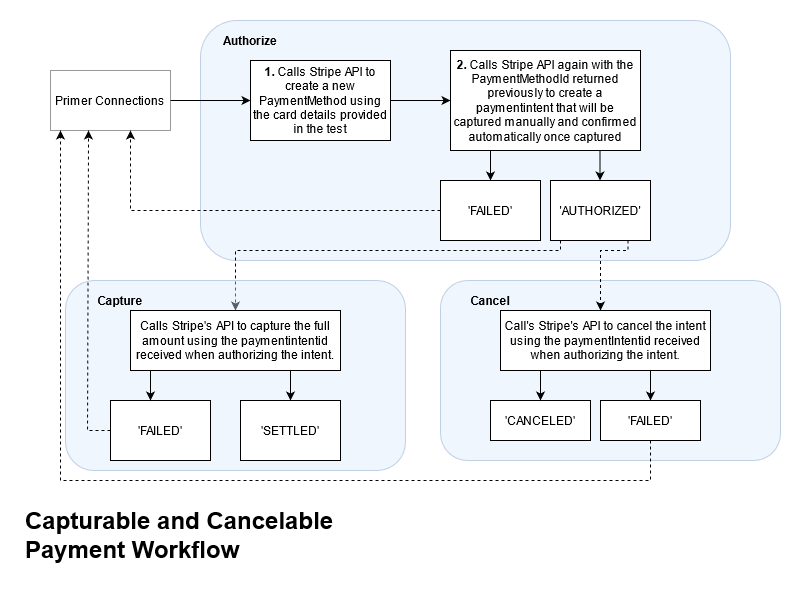 Authorize
Primer Connections
1. Calls Stripe API to
create a new
PaymentMethod using
the card details provided
in the test
2. Calls Stripe API again with the
PaymentMethodId returned
previously to create a
paymentintent that will be
captured manually and confirmed
automatically once captured
'FAILED'
'AUTHORIZED'
Capture
Calls Stripe's API to capture the full
amount using the paymentintentid
received when authorizing the intent.
'FAILED'
'SETTLED'
Cancel
Call's Stripe's API to cancel the intent
using the paymentIntentid received
when authorizing the intent.
'CANCELED'
'FAILED'
Capturable and Cancelable
Payment Workflow